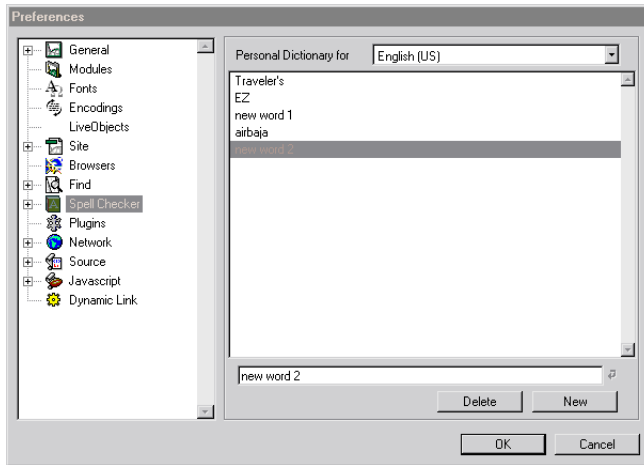 Preferences
General
Modules
Fonts
Encodings
LiveObjects
Site
Browsers
Find
Spell Checker
Plugins
Network
Source
Javascript
Dynamic Link
Personal Dictionary for English (US)
Traveler's
EZ
new word 1
airbaja
new word 2
new word 2
Delete New
OK Cancel